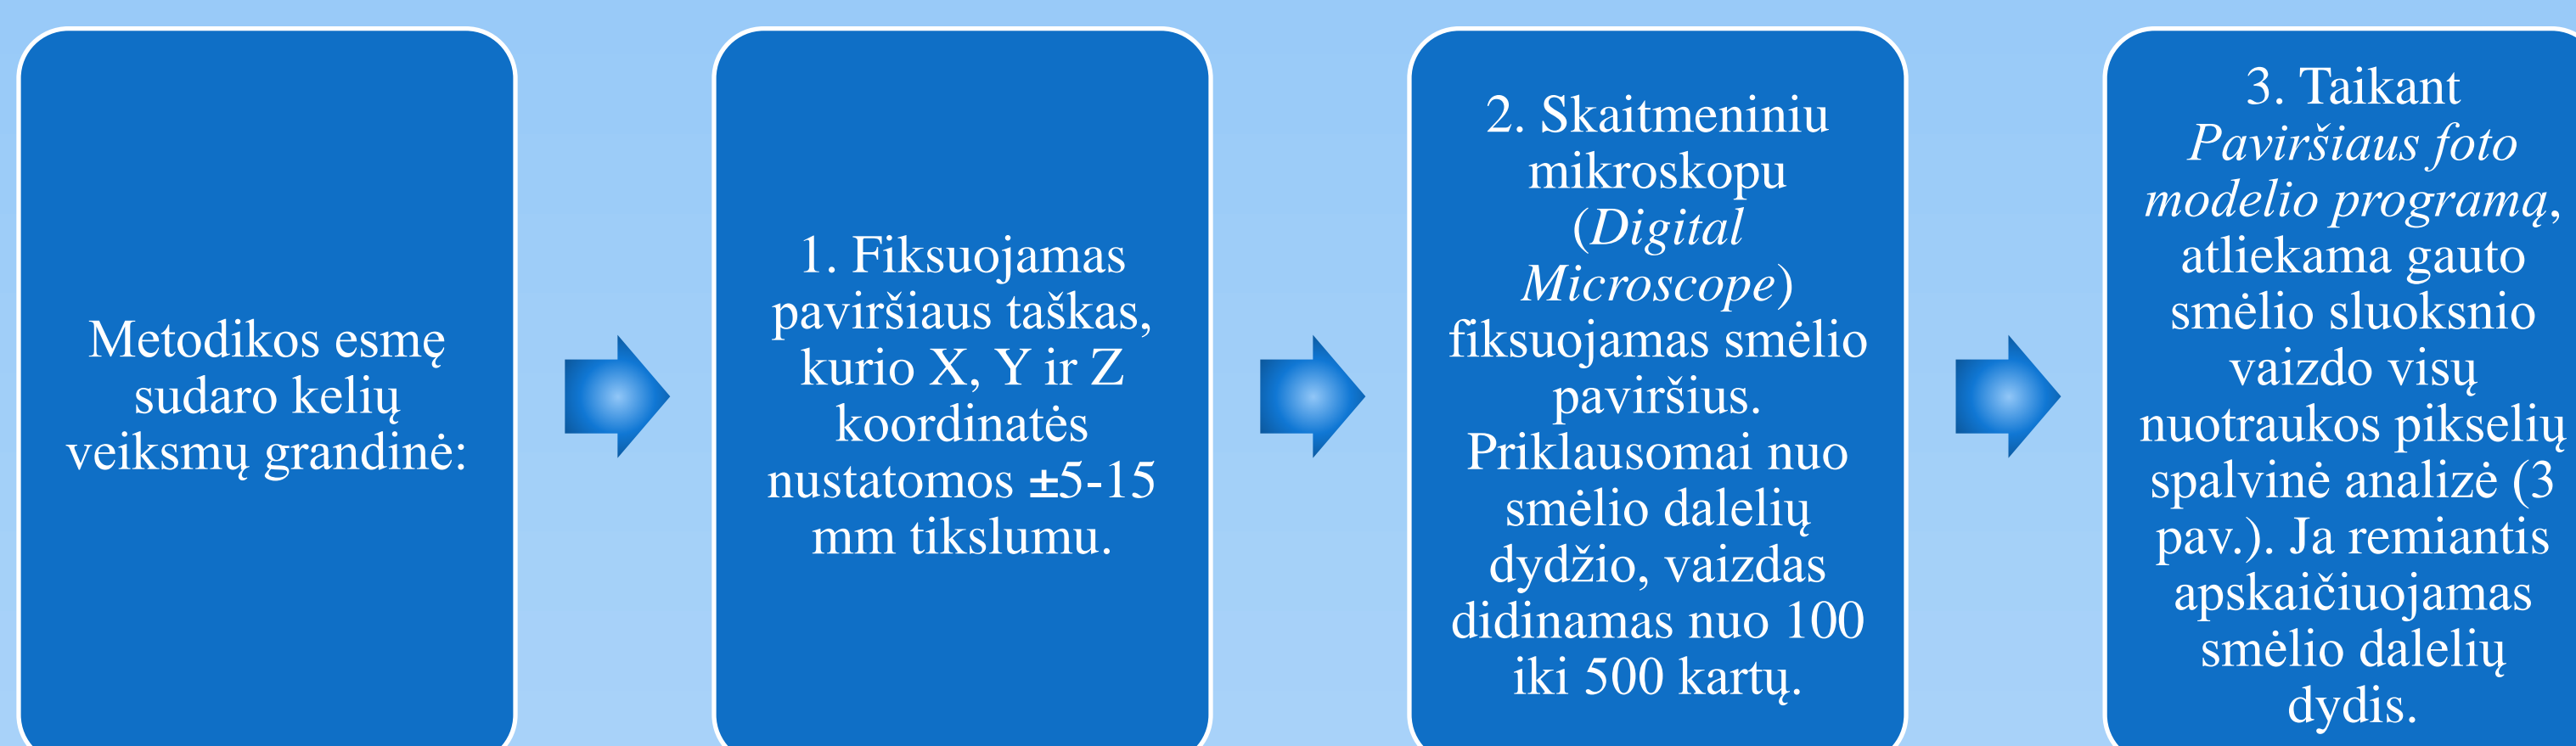 Metodikos esmę
sudaro kelių
veiksmų grandinė:
1. Fiksuojamas
paviršiaus taškas,
kurio X, Y ir Z
koordinatės
nustatomos ±5-15
mm tikslumu.
2. Skaitmeniniu
mikroskopu
(Digital
Microscope)
fiksuojamas smėlio
paviršius.
Priklausomai nuo
smėlio dalelių
dydžio, vaizdas
didinamas nuo 100
iki 500 kartų.
3. Taikant
Paviršiaus foto
modelio programą,
atliekama gauto
smėlio sluoksnio
vaizdo visų
nuotraukos pikselių
spalvinė analizė (3
pav.). Ja remiantis
apskaičiuojamas
smėlio dalelių
dydis.